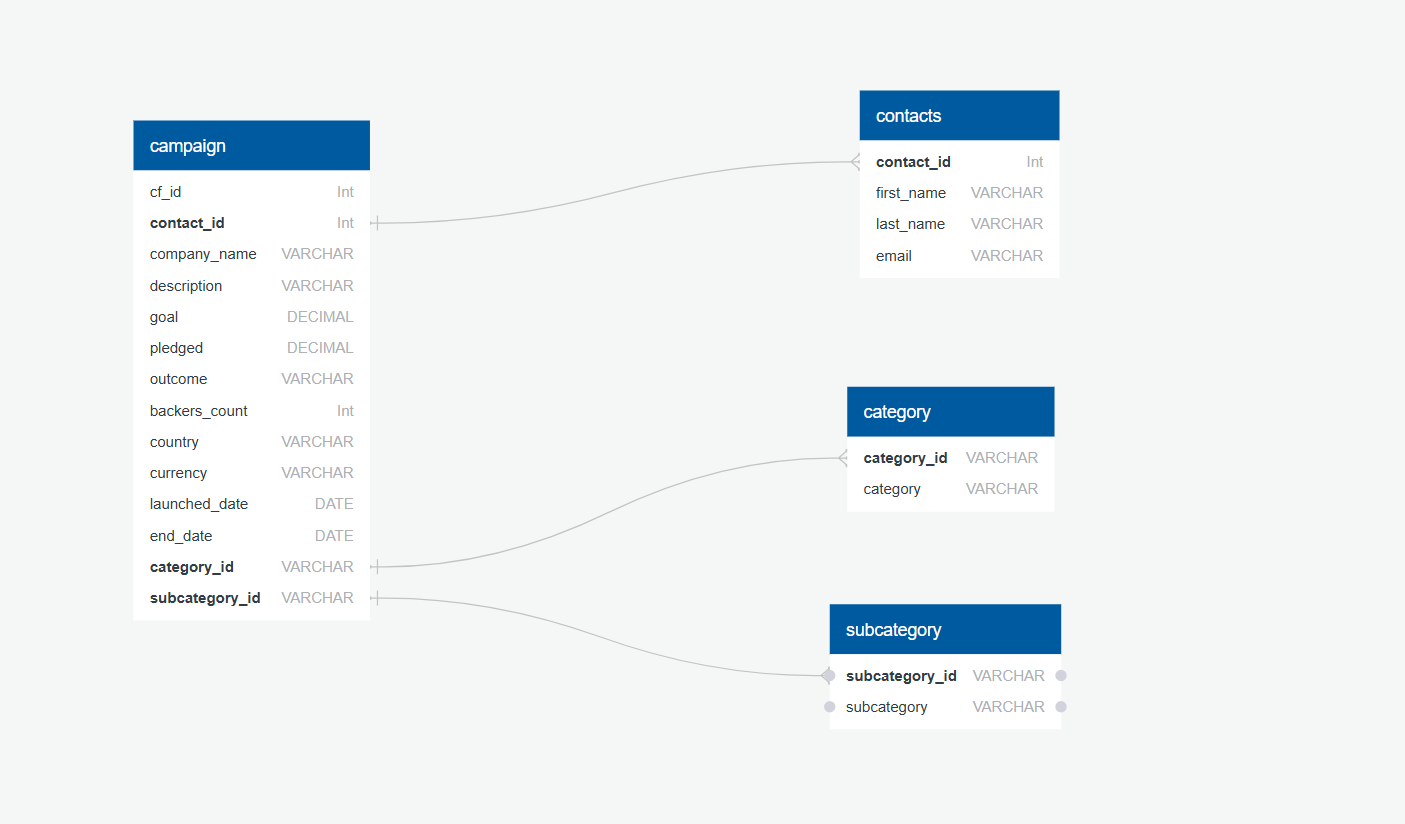 campaign
cf_id Int
contact_id Int
company_name VARCHAR
description VARCHAR
goal DECIMAL
pledged DECIMAL
outcome VARCHAR
backers_count Int
country VARCHAR
currency VARCHAR
launched_date DATE
end_date DATE
category_id VARCHAR
subcategory_id VARCHAR
contacts
contact_id Int
first_name VARCHAR
last_name VARCHAR
email VARCHAR
category
category_id VARCHAR
category VARCHAR
subcategory
subcategory_id VARCHAR
subcategory VARCHAR